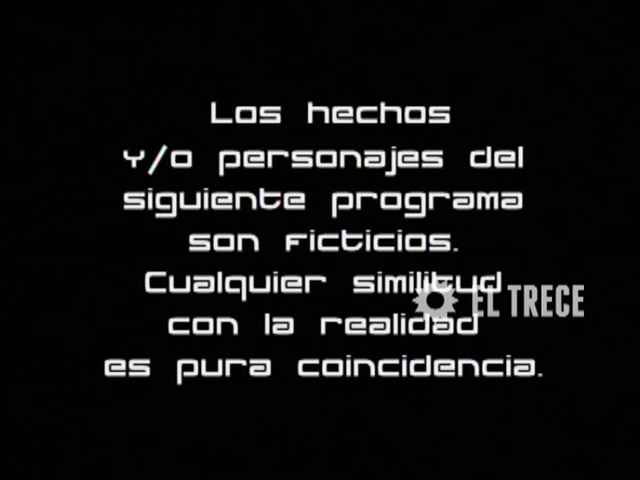 Los hechos
y/o personajes del
siguiente programa
son ficticios.
Cualquier similitud
con la realidad
es pura coincidencia.
EL TRECE